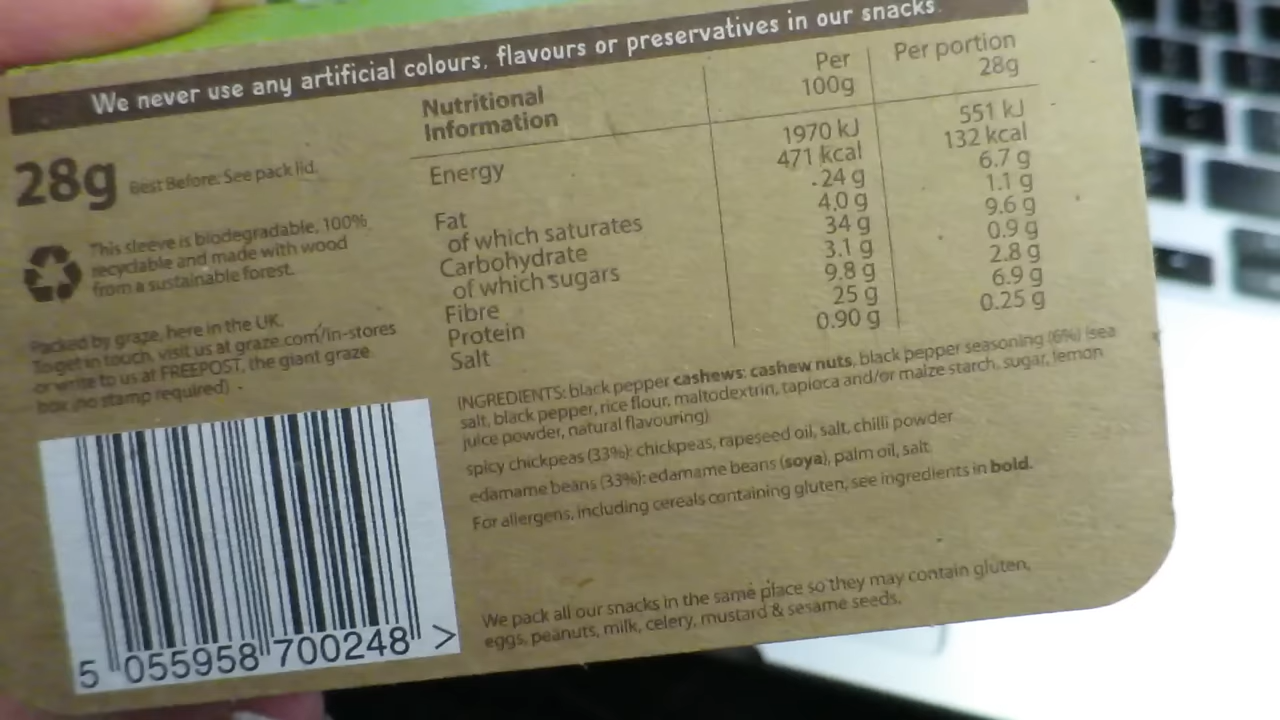 We never use any artificial colours, flavours or preservatives in our snacks.
28g Best Before: See pack lid.
This sleeve is biodegradable, 100%
recyclable and made with wood
from a sustainable forest.
Packed by graze, here in the UK.
To get in touch, visit us at graze.com/in-stores
or write to us at FREEPOST, the giant graze
box (no stamp required)
5 055958 700248 >
Nutritional Information Per 100g Per portion 28g
Energy 1970 kJ 551 kJ
471 kcal 132 kcal
Fat 24 g 6.7 g
of which saturates 4.0 g 1.1 g
Carbohydrate 34 g 9.6 g
of which sugars 3.1 g 0.9 g
Fibre 9.8 g 2.8 g
Protein 25 g 6.9 g
Salt 0.90 g 0.25 g
INGREDIENTS: black pepper cashews: cashew nuts, black pepper seasoning (6%) (sea
salt, black pepper, rice flour, maltodextrin, tapioca and/or maize starch, sugar, lemon
juice powder, natural flavouring)
spicy chickpeas (33%): chickpeas, rapeseed oil, salt, chilli powder
edamame beans (33%): edamame beans (soya), palm oil, salt
For allergens, including cereals containing gluten, see ingredients in bold.
We pack all our snacks in the same place so they may contain gluten,
eggs, peanuts, milk, celery, mustard & sesame seeds.